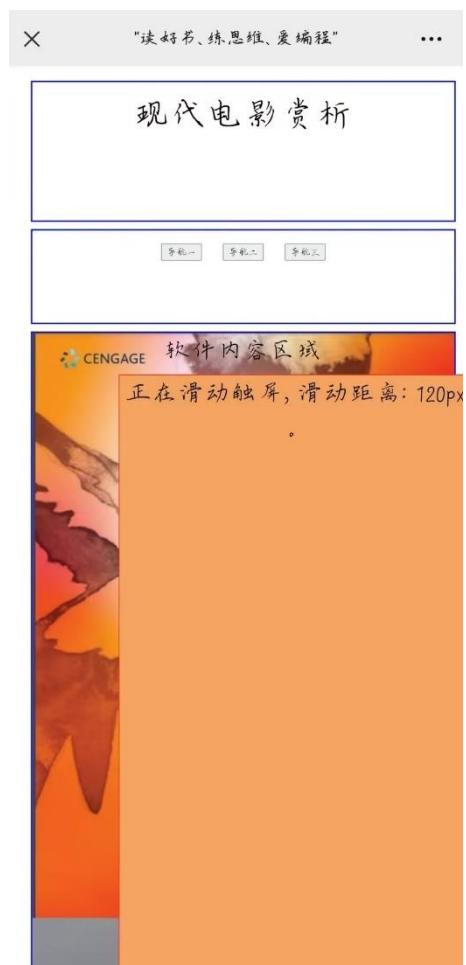 "读好书、练思维、爱编程"
现代电影赏析
导航一 导航二 导航三
CENGAGE 软件内容区域
正在滑动触屏, 滑动距离: 120px
。